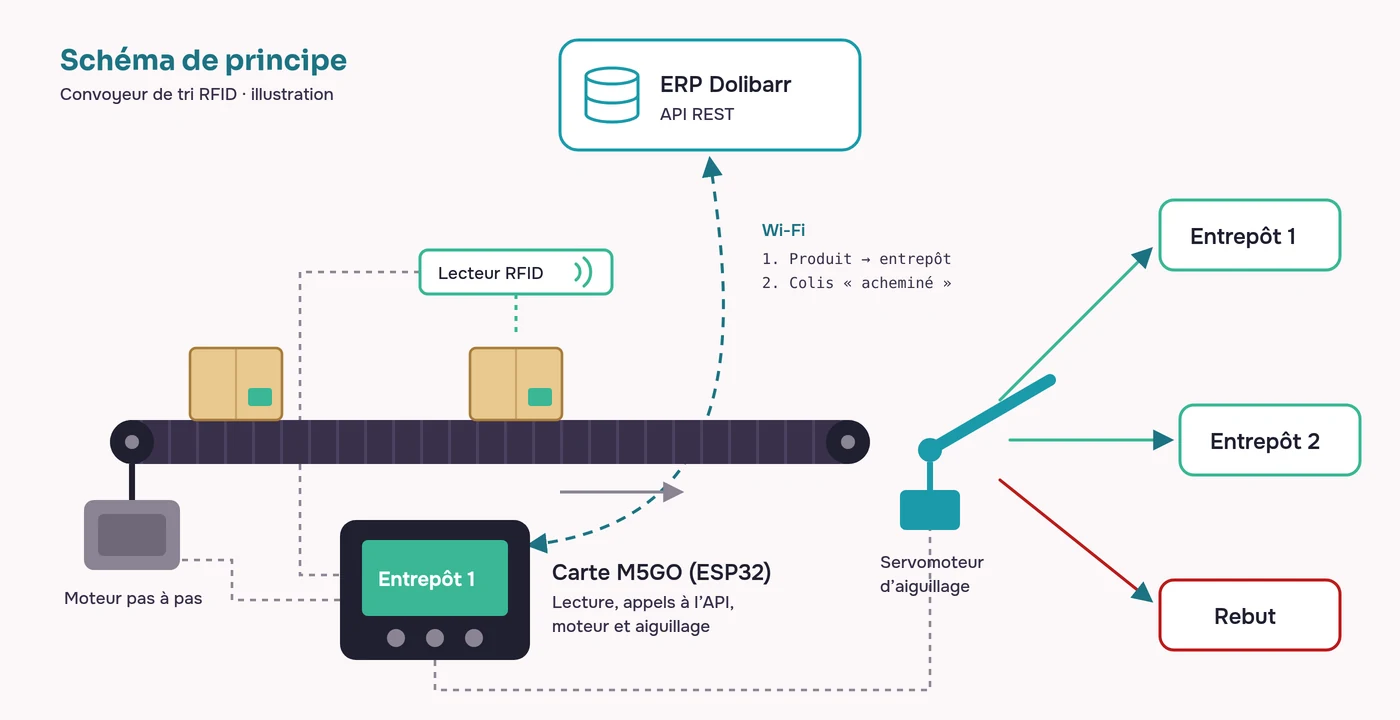 Schéma de principe
Convoyeur de tri RFID · illustration
ERP Dolibarr
API REST
Wi-Fi
1. Produit → entrepôt
2. Colis « acheminé »
Lecteur RFID
Entrepôt 1
Entrepôt 2
Rebut
Servomoteur
d’aiguillage
Moteur pas à pas
Entrepôt 1
Carte M5GO (ESP32)
Lecture, appels à l’API,
moteur et aiguillage